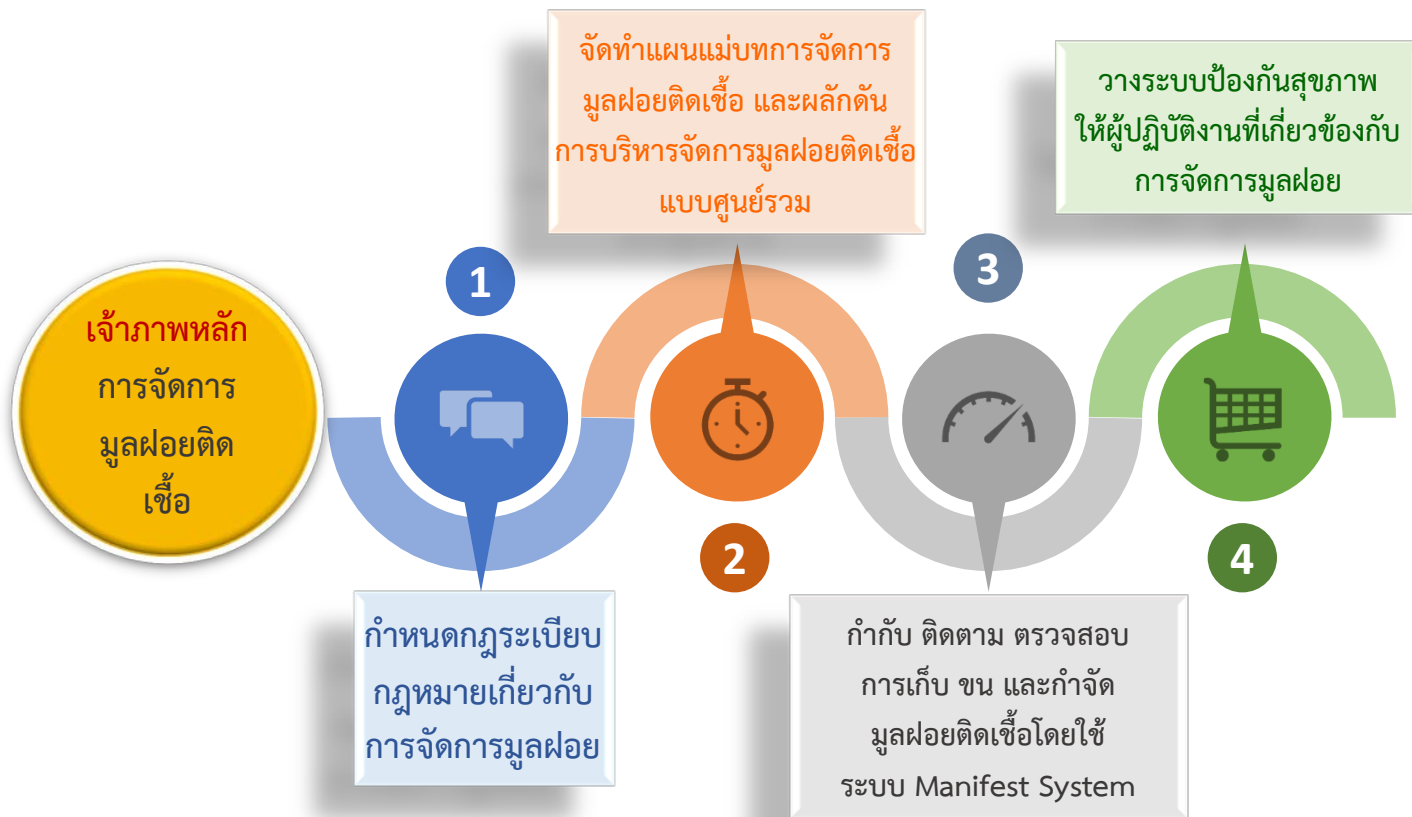 เจ้าภาพหลัก
การจัดการ
มูลฝอยติด
เชื้อ
1
กำหนดกฎระเบียบ
กฎหมายเกี่ยวกับ
การจัดการมูลฝอย
จัดทำแผนแม่บทการจัดการ
มูลฝอยติดเชื้อ และผลักดัน
การบริหารจัดการมูลฝอยติดเชื้อ
แบบศูนย์รวม
2
3
กำกับ ติดตาม ตรวจสอบ
การเก็บ ขน และกำจัด
มูลฝอยติดเชื้อโดยใช้
ระบบ Manifest System
วางระบบป้องกันสุขภาพ
ให้ผู้ปฏิบัติงานที่เกี่ยวข้องกับ
การจัดการมูลฝอย
4